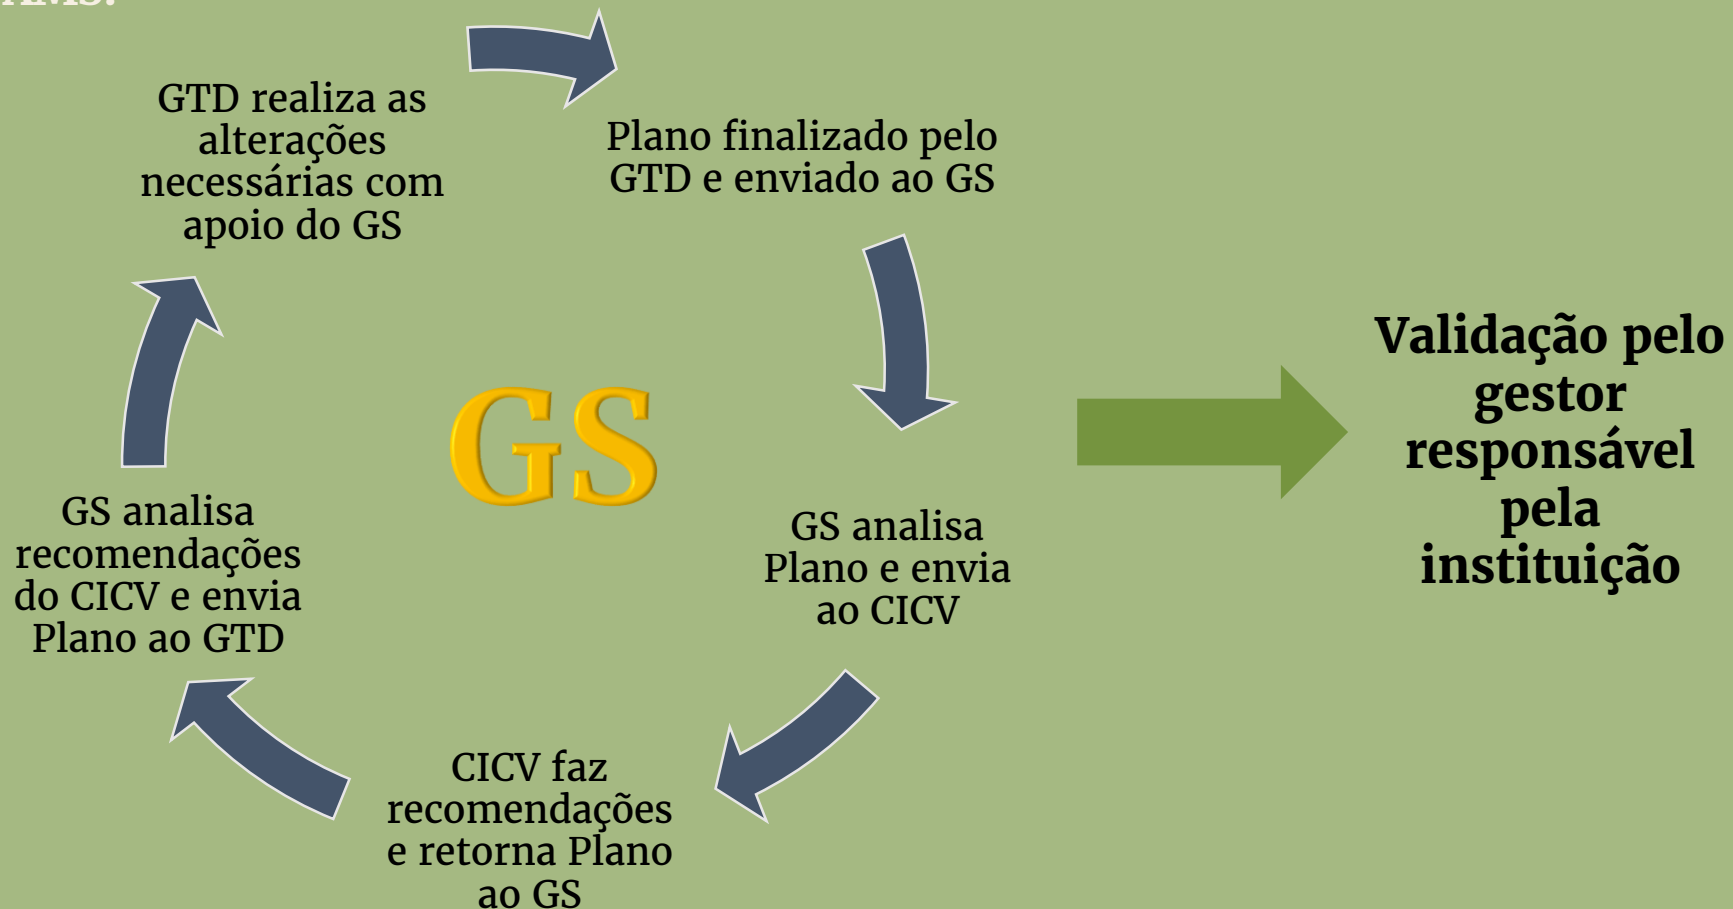 GTD realiza as
alterações
necessárias com
apoio do GS
Plano finalizado pelo
GTD e enviado ao GS
GS analisa
Plano e envia
ao CICV
CICV faz
recomendações
e retorna Plano
ao GS
GS analisa
recomendações
do CICV e envia
Plano ao GTD
GS
Validação pelo
gestor
responsável
pela
instituição